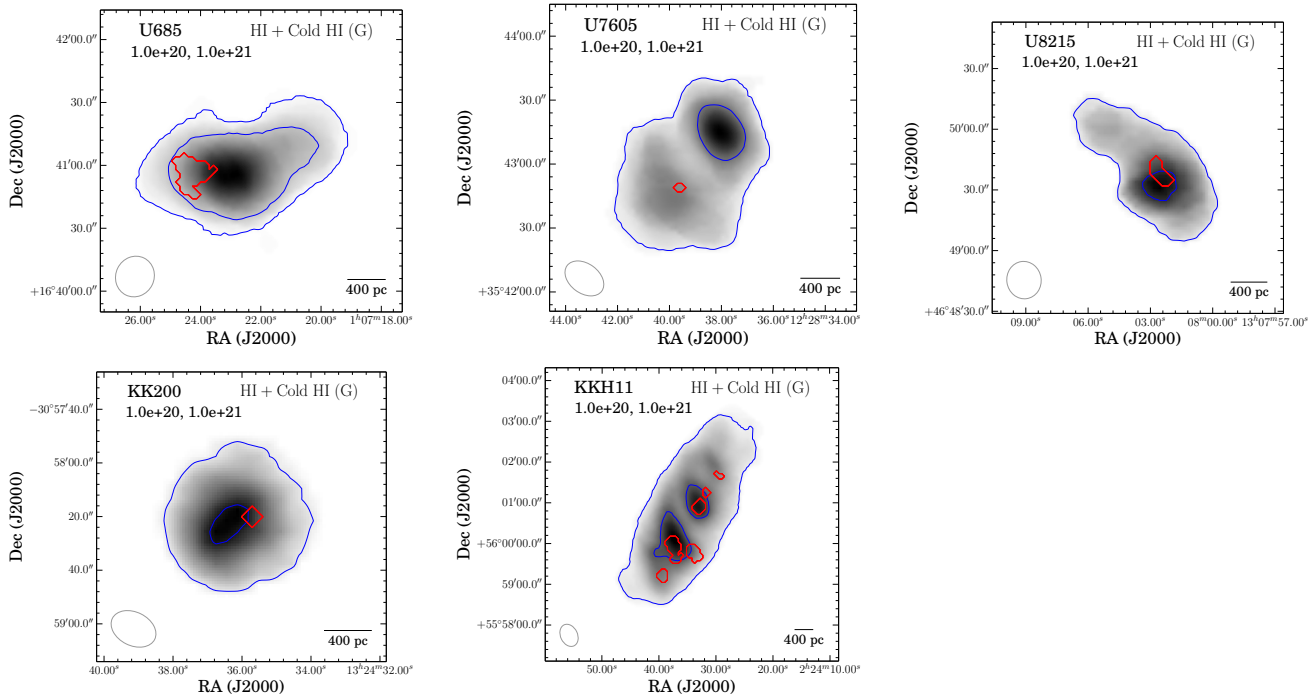 U685 HI + Cold HI (G)
1.0e+20, 1.0e+21
42′00.0″
30.0″
41′00.0″
30.0″
+16°40′00.0″
Dec (J2000)
400 pc
26.00ˢ 24.00ˢ 22.00ˢ 20.00ˢ 1ʰ07ᵐ18.00ˢ
RA (J2000)
U7605 HI + Cold HI (G)
1.0e+20, 1.0e+21
44′00.0″
30.0″
43′00.0″
30.0″
+35°42′00.0″
Dec (J2000)
400 pc
44.00ˢ 42.00ˢ 40.00ˢ 38.00ˢ 36.00ˢ 12ʰ28ᵐ34.00ˢ
RA (J2000)
U8215 HI + Cold HI (G)
1.0e+20, 1.0e+21
30.0″
50′00.0″
30.0″
49′00.0″
+46°48′30.0″
Dec (J2000)
400 pc
09.00ˢ 06.00ˢ 03.00ˢ 08ᵐ00.00ˢ 13ʰ07ᵐ57.00ˢ
RA (J2000)
KK200 HI + Cold HI (G)
1.0e+20, 1.0e+21
−30°57′40.0″
58′00.0″
20.0″
40.0″
59′00.0″
Dec (J2000)
400 pc
40.00ˢ 38.00ˢ 36.00ˢ 34.00ˢ 13ʰ24ᵐ32.00ˢ
RA (J2000)
KKH11 HI + Cold HI (G)
1.0e+20, 1.0e+21
04′00.0″
03′00.0″
02′00.0″
01′00.0″
+56°00′00.0″
59′00.0″
+55°58′00.0″
Dec (J2000)
400 pc
50.00ˢ 40.00ˢ 30.00ˢ 20.00ˢ 2ʰ24ᵐ10.00ˢ
RA (J2000)